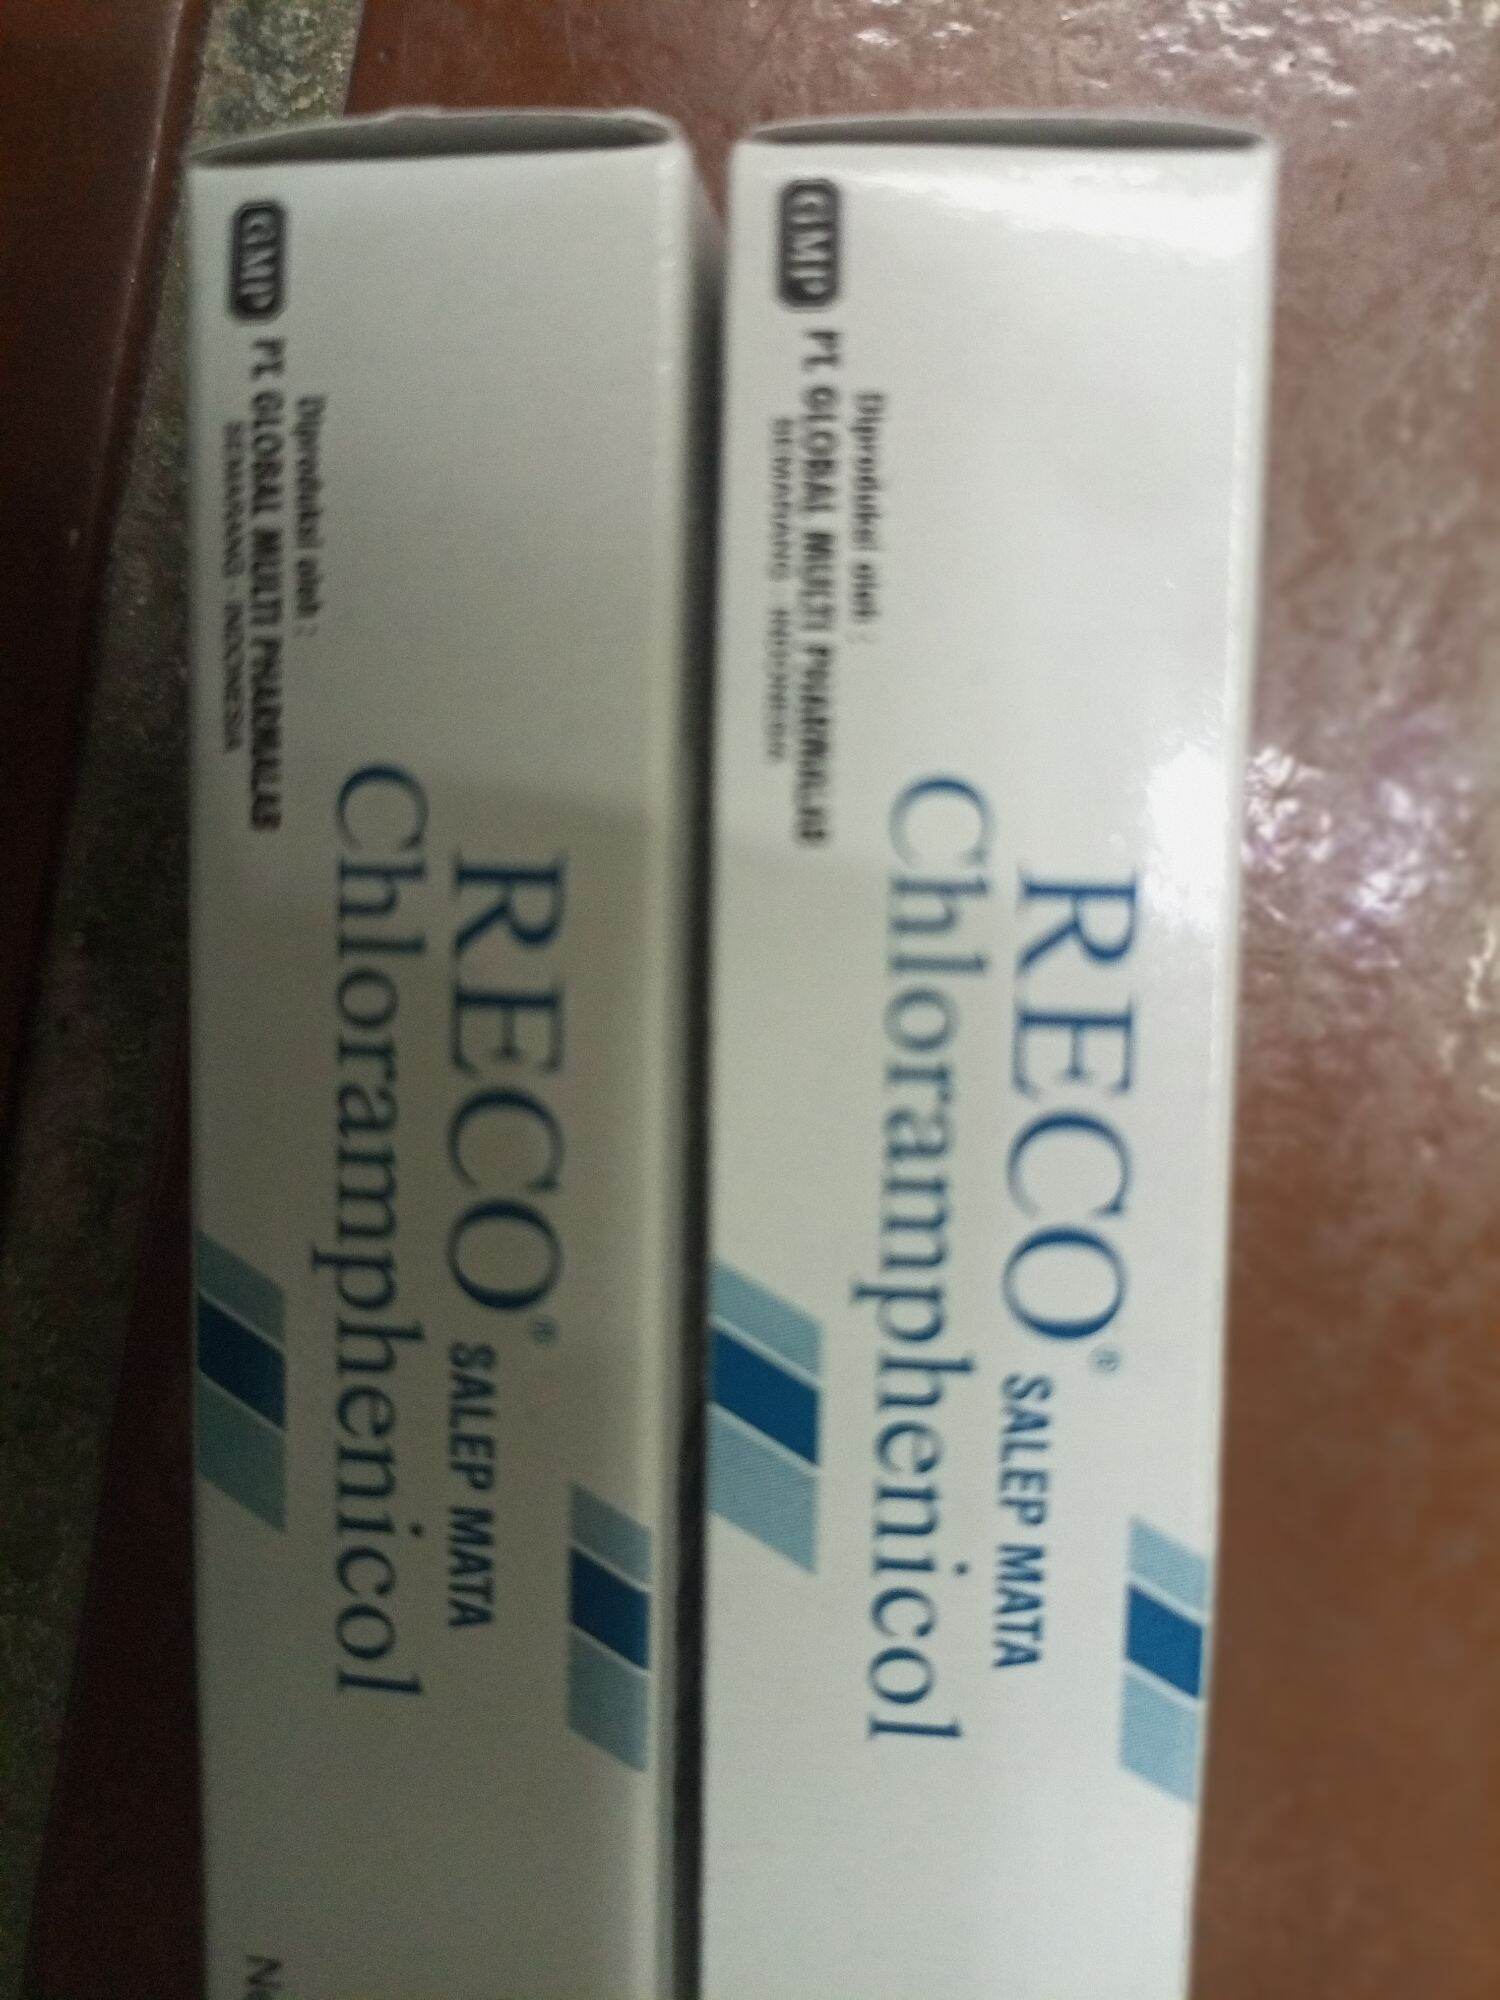 RECO® SALEP MATA
Chloramphenicol
Diproduksi oleh :
GMP PT. GLOBAL MULTI PHARMALAB
SEMARANG - INDONESIA
RECO® SALEP MATA
Chloramphenicol
Diproduksi oleh :
GMP PT. GLOBAL MULTI PHARMALAB
SEMARANG - INDONESIA